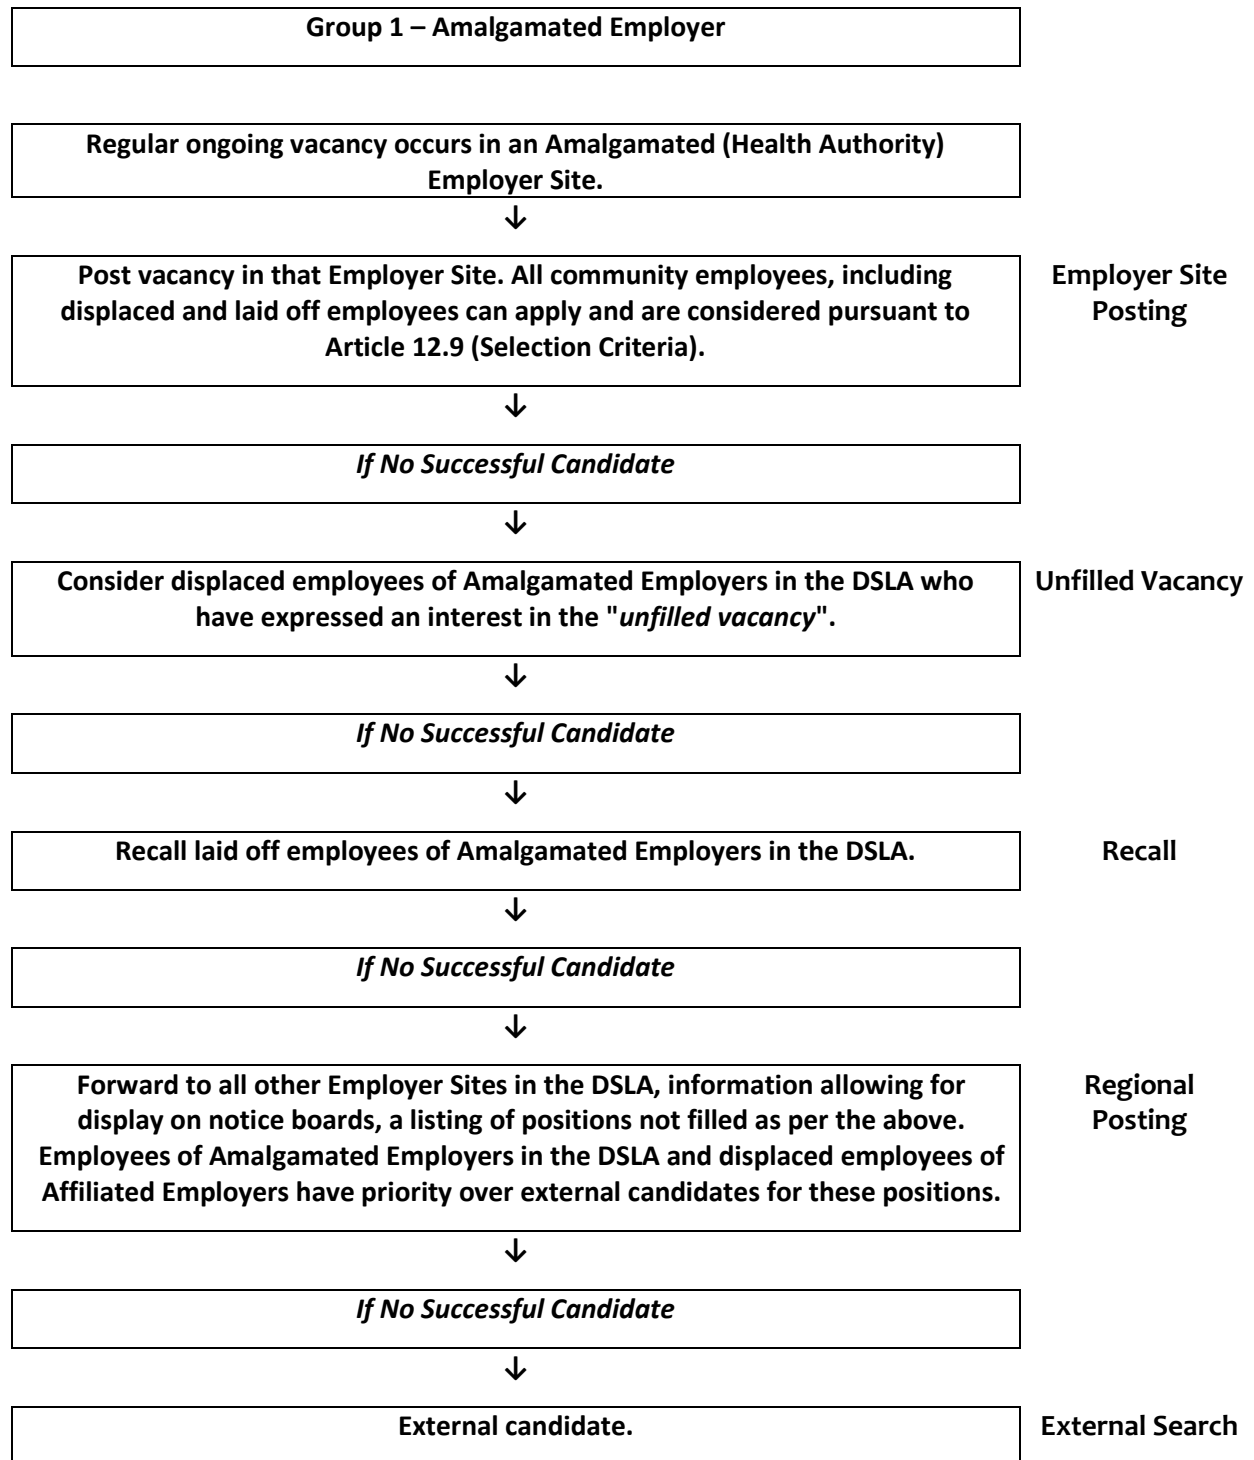 Group 1 – Amalgamated Employer
Regular ongoing vacancy occurs in an Amalgamated (Health Authority)
Employer Site.
↓
Post vacancy in that Employer Site. All community employees, including
displaced and laid off employees can apply and are considered pursuant to
Article 12.9 (Selection Criteria).
Employer Site
Posting
↓
If No Successful Candidate
↓
Consider displaced employees of Amalgamated Employers in the DSLA who
have expressed an interest in the "unfilled vacancy".
Unfilled Vacancy
↓
If No Successful Candidate
↓
Recall laid off employees of Amalgamated Employers in the DSLA.
Recall
↓
If No Successful Candidate
↓
Forward to all other Employer Sites in the DSLA, information allowing for
display on notice boards, a listing of positions not filled as per the above.
Employees of Amalgamated Employers in the DSLA and displaced employees of
Affiliated Employers have priority over external candidates for these positions.
Regional
Posting
↓
If No Successful Candidate
↓
External candidate.
External Search